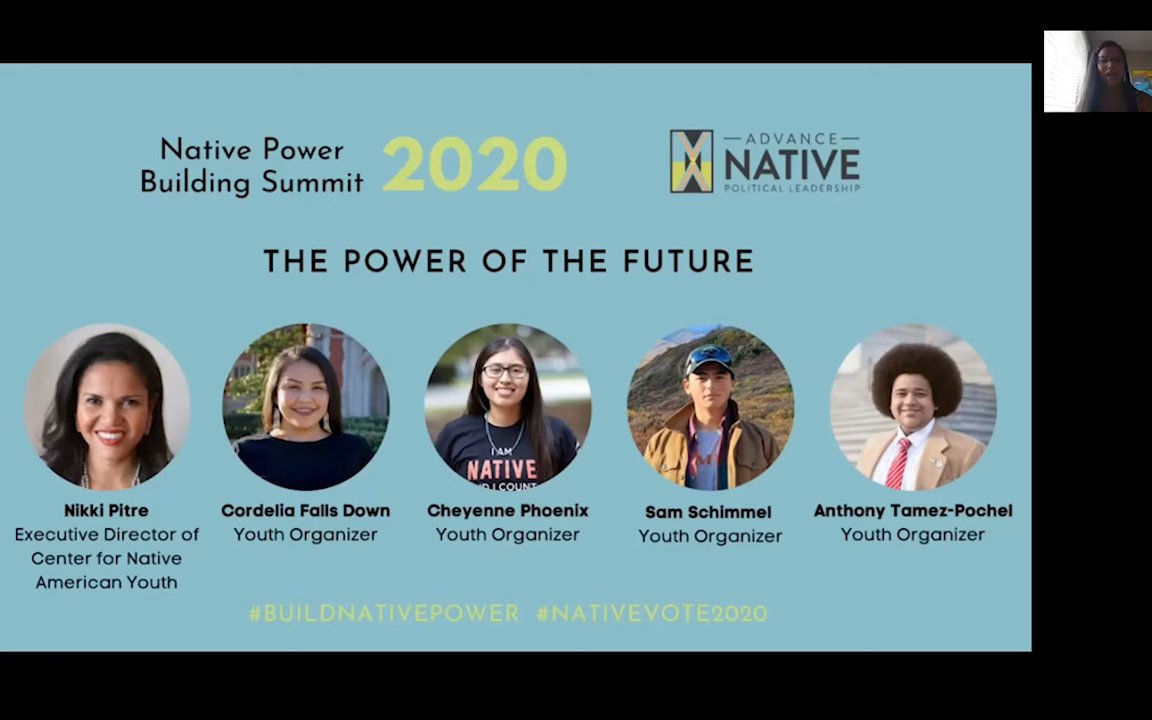 Native Power
Building Summit
2020
ADVANCE
NATIVE
POLITICAL LEADERSHIP
THE POWER OF THE FUTURE
I AM
NATIVE
I COUNT
Nikki Pitre
Executive Director of
Center for Native
American Youth
Cordelia Falls Down
Youth Organizer
Cheyenne Phoenix
Youth Organizer
Sam Schimmel
Youth Organizer
Anthony Tamez-Pochel
Youth Organizer
#BUILDNATIVEPOWER #NATIVEVOTE2020